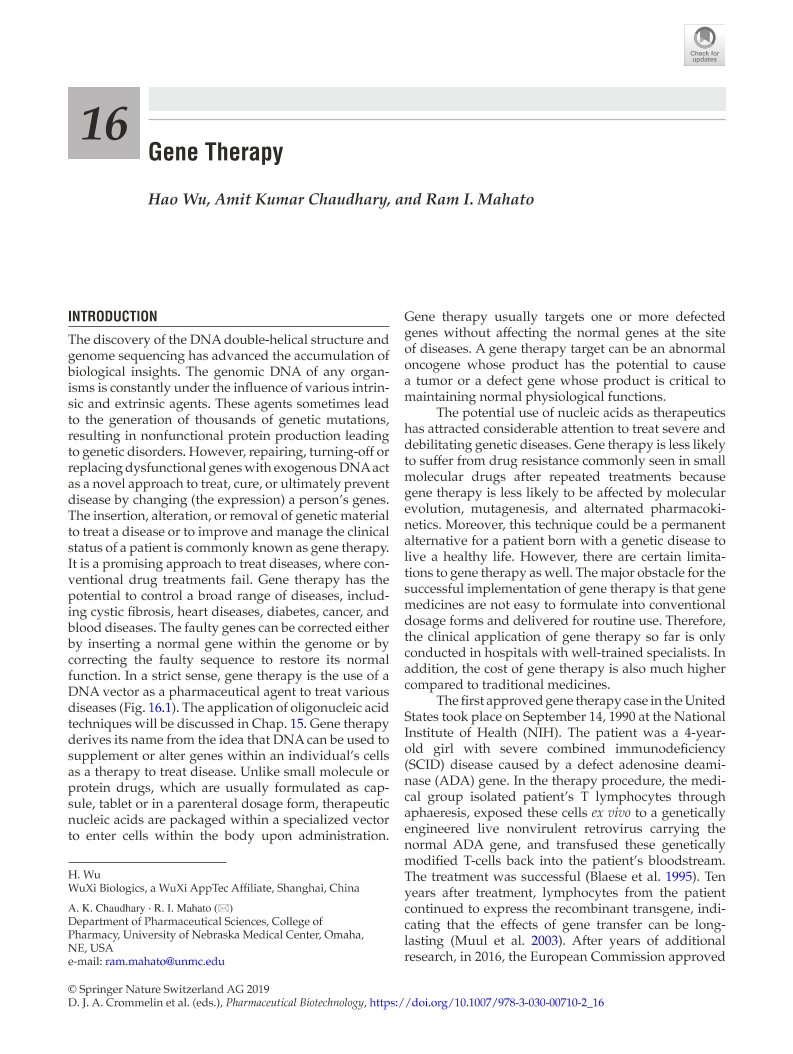 Check for
updates
16
Gene Therapy
Hao Wu, Amit Kumar Chaudhary, and Ram I. Mahato
INTRODUCTION
The discovery of the DNA double-helical structure and
genome sequencing has advanced the accumulation of
biological insights. The genomic DNA of any organ-
isms is constantly under the influence of various intrin-
sic and extrinsic agents. These agents sometimes lead
to the generation of thousands of genetic mutations,
resulting in nonfunctional protein production leading
to genetic disorders. However, repairing, turning-off or
replacing dysfunctional genes with exogenous DNA act
as a novel approach to treat, cure, or ultimately prevent
disease by changing (the expression) a person's genes.
The insertion, alteration, or removal of genetic material
to treat a disease or to improve and manage the clinical
status of a patient is commonly known as gene therapy.
It is a promising approach to treat diseases, where con-
ventional drug treatments fail. Gene therapy has the
potential to control a broad range of diseases, includ-
ing cystic fibrosis, heart diseases, diabetes, cancer, and
blood diseases. The faulty genes can be corrected either
by inserting a normal gene within the genome or by
correcting the faulty sequence to restore its normal
function. In a strict sense, gene therapy is the use of a
DNA vector as a pharmaceutical agent to treat various
diseases (Fig. 16.1). The application of oligonucleic acid
techniques will be discussed in Chap. 15. Gene therapy
derives its name from the idea that DNA can be used to
supplement or alter genes within an individual's cells
as a therapy to treat disease. Unlike small molecule or
protein drugs, which are usually formulated as cap-
sule, tablet or in a parenteral dosage form, therapeutic
nucleic acids are packaged within a specialized vector
to enter cells within the body upon administration.
H. Wu
WuXi Biologics, a WuXi AppTec Affiliate, Shanghai, China
A. K. Chaudhary · R. I. Mahato (✉)
Department of Pharmaceutical Sciences, College of
Pharmacy, University of Nebraska Medical Center, Omaha,
NE, USA
e-mail: ram.mahato@unmc.edu
Gene therapy usually targets one or more defected
genes without affecting the normal genes at the site
of diseases. A gene therapy target can be an abnormal
oncogene whose product has the potential to cause
a tumor or a defect gene whose product is critical to
maintaining normal physiological functions.
The potential use of nucleic acids as therapeutics
has attracted considerable attention to treat severe and
debilitating genetic diseases. Gene therapy is less likely
to suffer from drug resistance commonly seen in small
molecular drugs after repeated treatments because
gene therapy is less likely to be affected by molecular
evolution, mutagenesis, and alternated pharmacoki-
netics. Moreover, this technique could be a permanent
alternative for a patient born with a genetic disease to
live a healthy life. However, there are certain limita-
tions to gene therapy as well. The major obstacle for the
successful implementation of gene therapy is that gene
medicines are not easy to formulate into conventional
dosage forms and delivered for routine use. Therefore,
the clinical application of gene therapy so far is only
conducted in hospitals with well-trained specialists. In
addition, the cost of gene therapy is also much higher
compared to traditional medicines.
The first approved gene therapy case in the United
States took place on September 14, 1990 at the National
Institute of Health (NIH). The patient was a 4-year-
old girl with severe combined immunodeficiency
(SCID) disease caused by a defect adenosine deami-
nase (ADA) gene. In the therapy procedure, the medi-
cal group isolated patient's T lymphocytes through
aphaeresis, exposed these cells ex vivo to a genetically
engineered live nonvirulent retrovirus carrying the
normal ADA gene, and transfused these genetically
modified T-cells back into the patient's bloodstream.
The treatment was successful (Blaese et al. 1995). Ten
years after treatment, lymphocytes from the patient
continued to express the recombinant transgene, indi-
cating that the effects of gene transfer can be long-
lasting (Muul et al. 2003). After years of additional
research, in 2016, the European Commission approved
© Springer Nature Switzerland AG 2019
D. J. A. Crommelin et al. (eds.), Pharmaceutical Biotechnology, https://doi.org/10.1007/978-3-030-00710-2_16